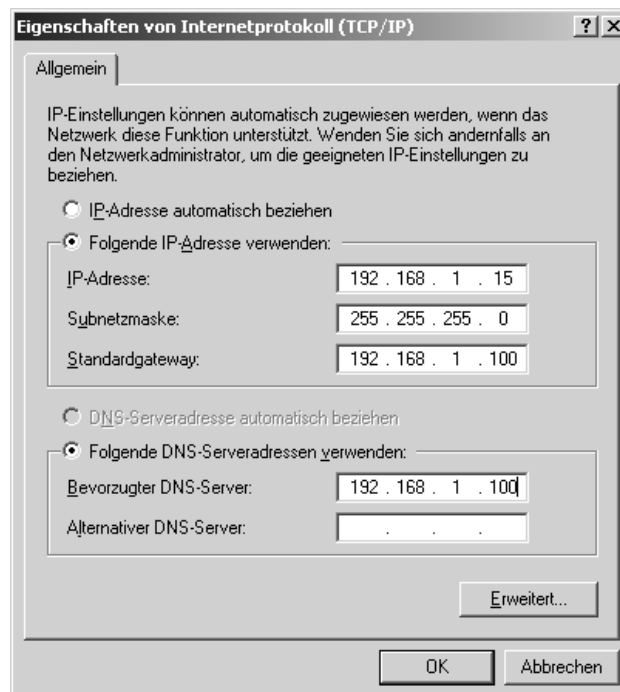 Eigenschaften von Internetprotokoll (TCP/IP)
Allgemein
IP-Einstellungen können automatisch zugewiesen werden, wenn das
Netzwerk diese Funktion unterstützt. Wenden Sie sich andernfalls an
den Netzwerkadministrator, um die geeigneten IP-Einstellungen zu
beziehen.
IP-Adresse automatisch beziehen
Folgende IP-Adresse verwenden:
IP-Adresse: 192 . 168 . 1 . 15
Subnetzmaske: 255 . 255 . 255 . 0
Standardgateway: 192 . 168 . 1 . 100
DNS-Serveradresse automatisch beziehen
Folgende DNS-Serveradressen verwenden:
Bevorzugter DNS-Server: 192 . 168 . 1 . 100
Alternativer DNS-Server: . . .
Erweitert...
OK Abbrechen